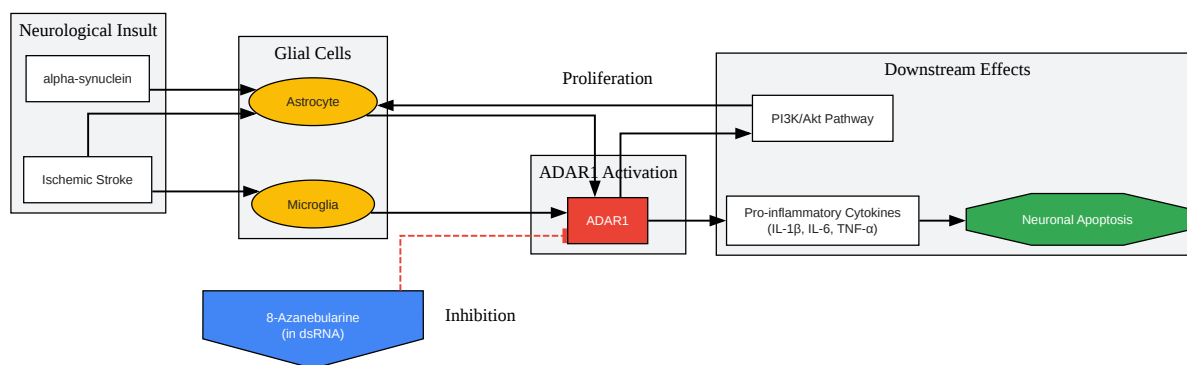 Neurological Insult
alpha-synuclein
Ischemic Stroke
Glial Cells
Astrocyte
Microglia
Proliferation
ADAR1 Activation
ADAR1
Downstream Effects
PI3K/Akt Pathway
Pro-inflammatory Cytokines
(IL-1β, IL-6, TNF-α)
Neuronal Apoptosis
8-Azanebularine
(in dsRNA)
Inhibition